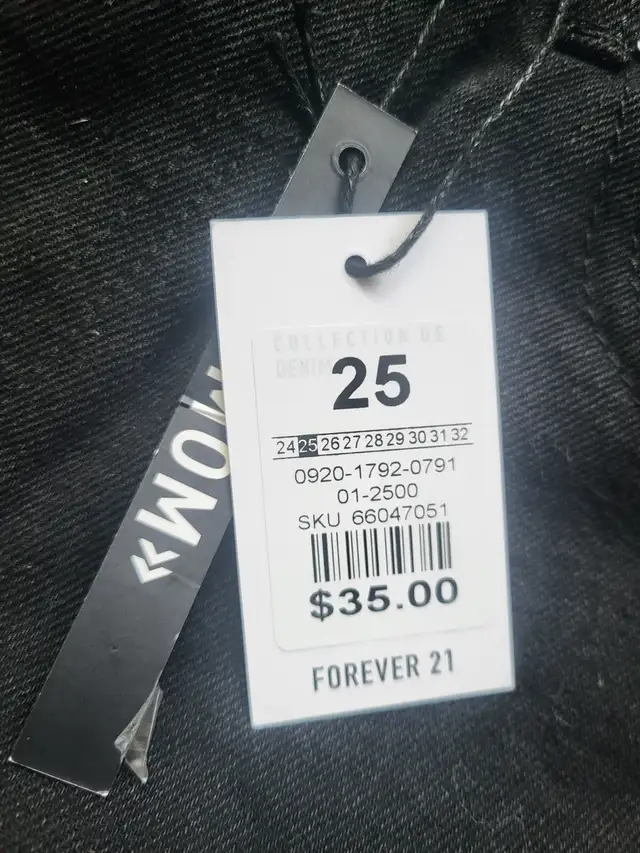 COLLECTION DE
DENIM
25
24 25 26 27 28 29 30 31 32
0920-1792-0791
01-2500
SKU 66047051
$35.00
FOREVER 21
«MOM